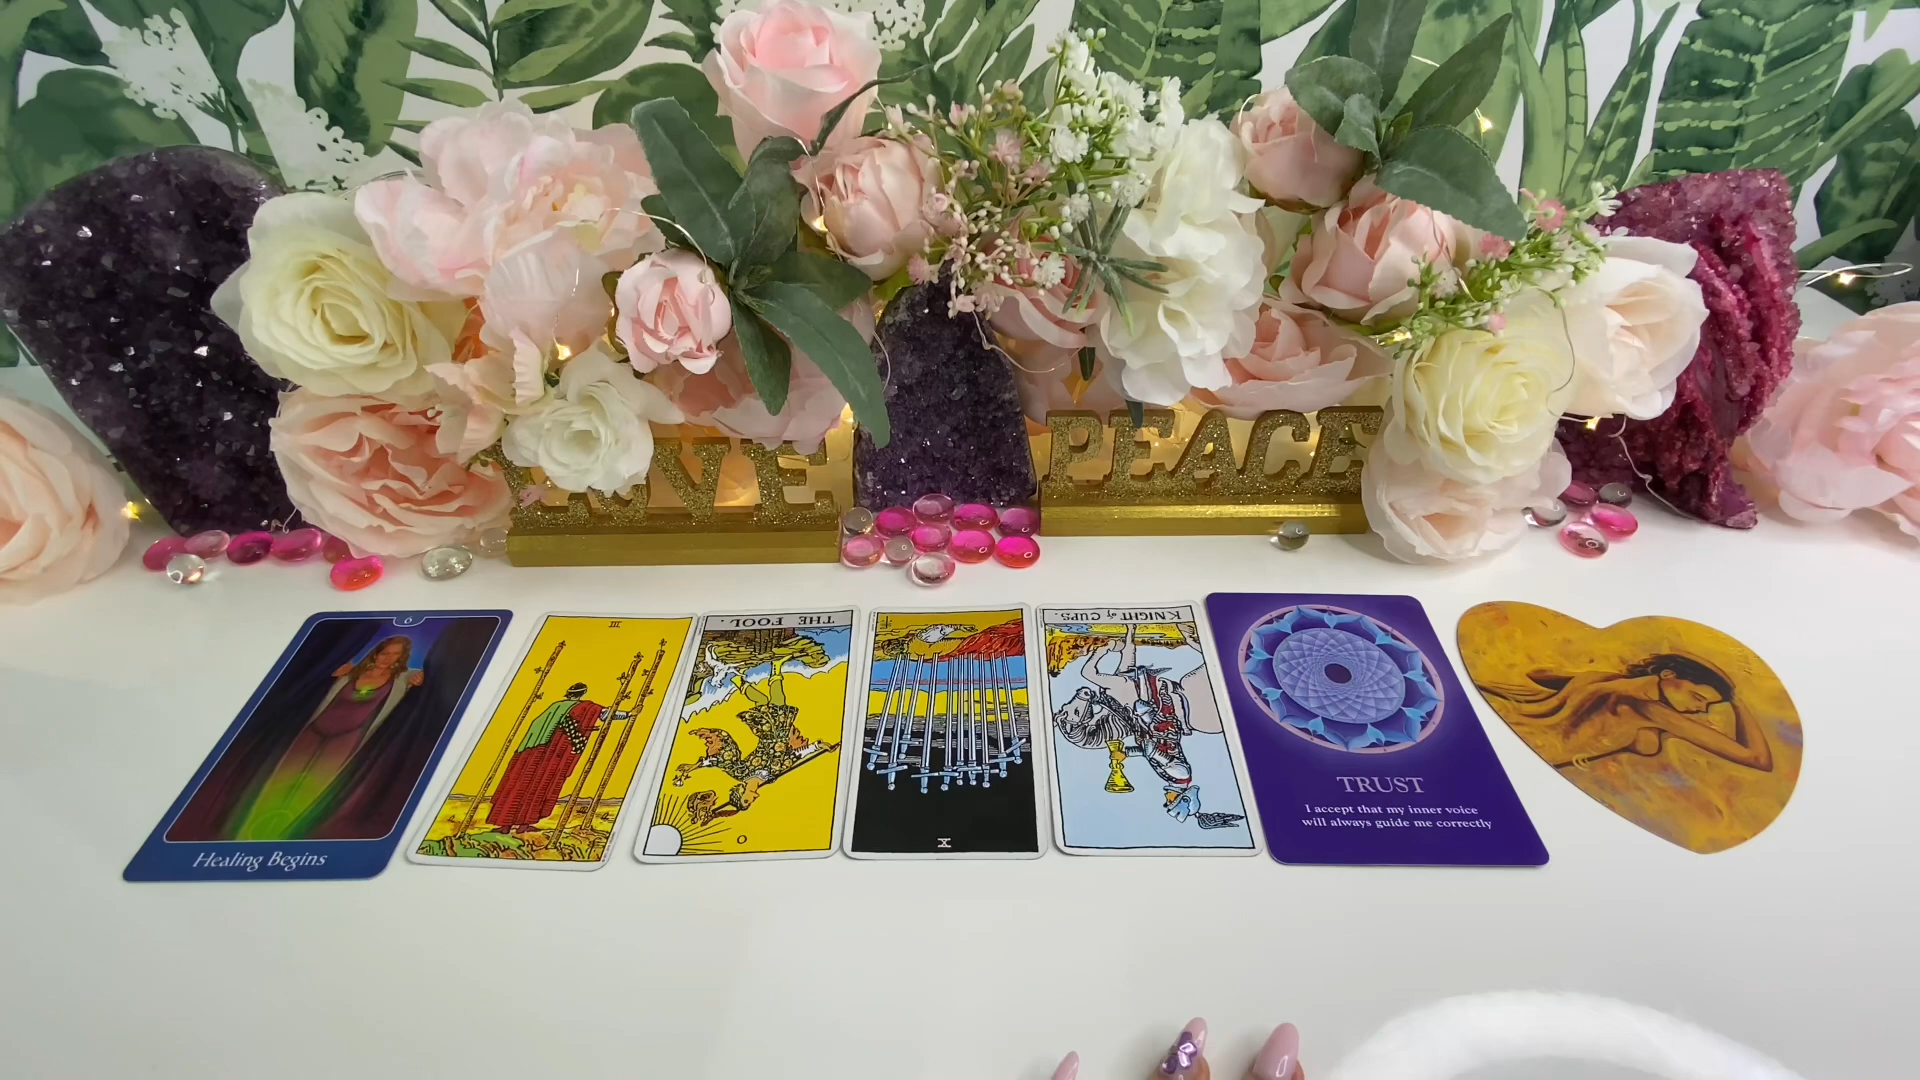 LOVE
PEACE
6
Healing Begins
III
THE FOOL.
0
X
KNIGHT of CUPS.
TRUST
I accept that my inner voice
will always guide me correctly